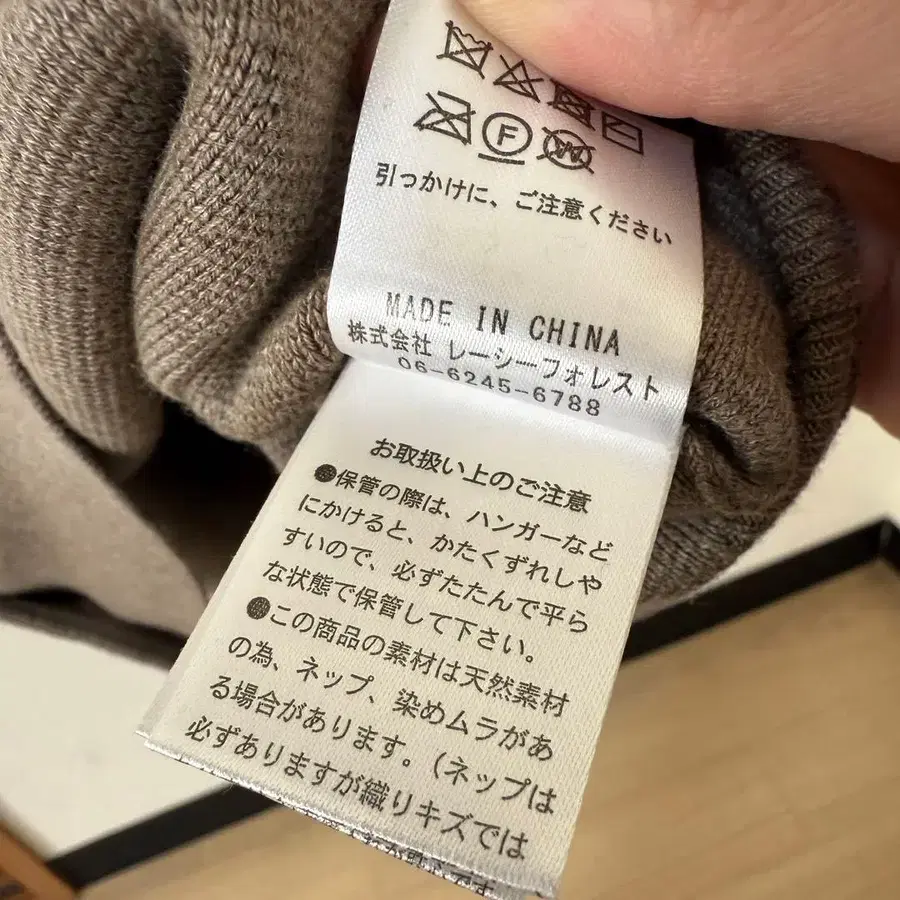 F
W
引っかけに、ご注意ください
MADE IN CHINA
株式会社 レーシーフォレスト
06-6245-6788
お取扱い上のご注意
●保管の際は、ハンガーなど
にかけると、かたくずれしや
すいので、必ずたたんで平ら
な状態で保管して下さい。
●この商品の素材は天然素材
の為、ネップ、染めムラがあ
る場合があります。(ネップは
必ずありますが織りキズでは